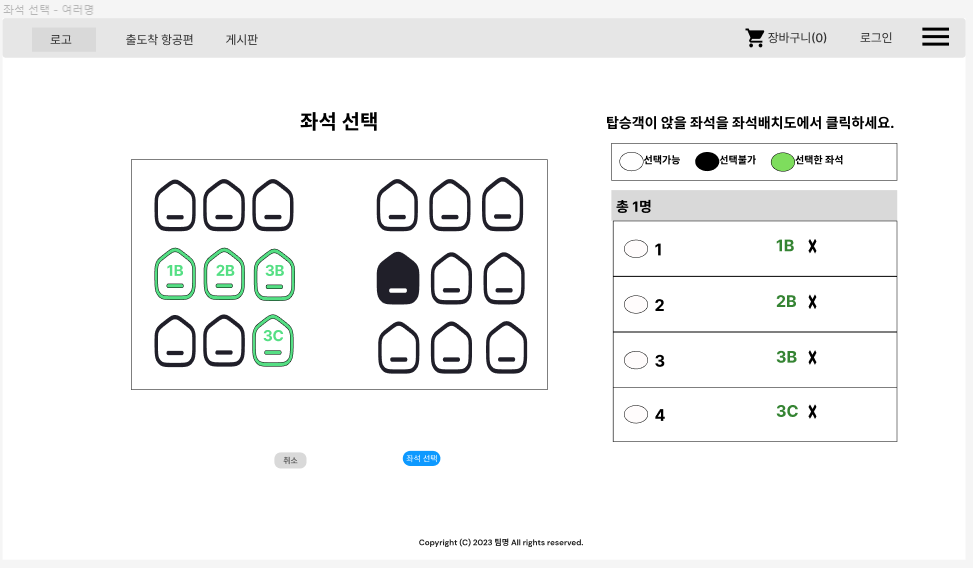 좌석 선택 - 여러명
로고 출도착 항공편 게시판 장바구니(0) 로그인
좌석 선택
탑승객이 앉을 좌석을 좌석배치도에서 클릭하세요.
선택가능 선택불가 선택한 좌석
총 1명
1B 2B 3B
3C
1 1B X
2 2B X
3 3B X
4 3C X
취소 좌석 선택
Copyright (C) 2023 팀명 All rights reserved.